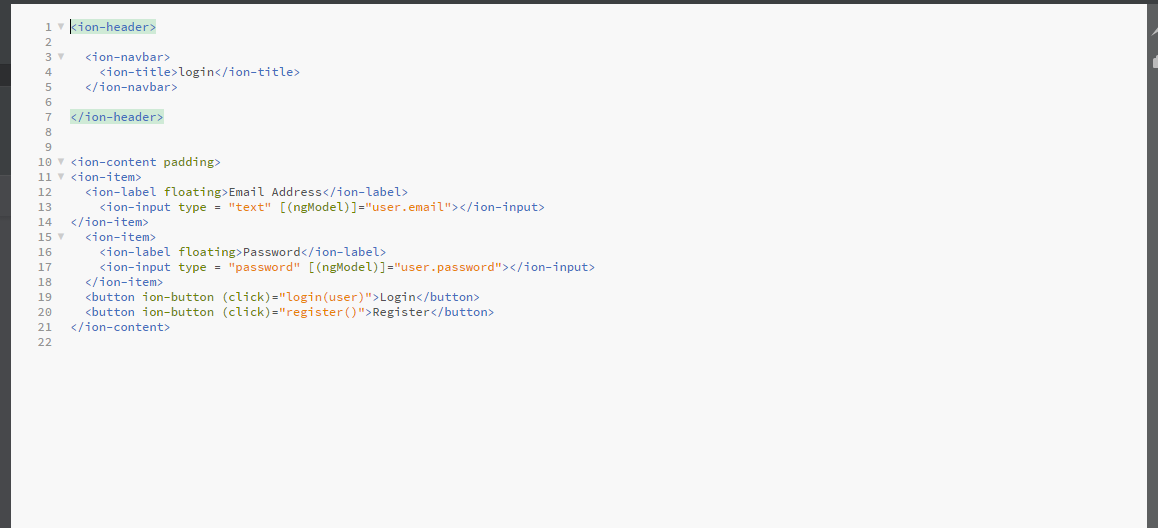 1 <ion-header>
2
3 <ion-navbar>
4 <ion-title>login</ion-title>
5 </ion-navbar>
6
7 </ion-header>
8
9
10 <ion-content padding>
11 <ion-item>
12 <ion-label floating>Email Address</ion-label>
13 <ion-input type = "text" [(ngModel)]="user.email"></ion-input>
14 </ion-item>
15 <ion-item>
16 <ion-label floating>Password</ion-label>
17 <ion-input type = "password" [(ngModel)]="user.password"></ion-input>
18 </ion-item>
19 <button ion-button (click)="login(user)">Login</button>
20 <button ion-button (click)="register()">Register</button>
21 </ion-content>
22